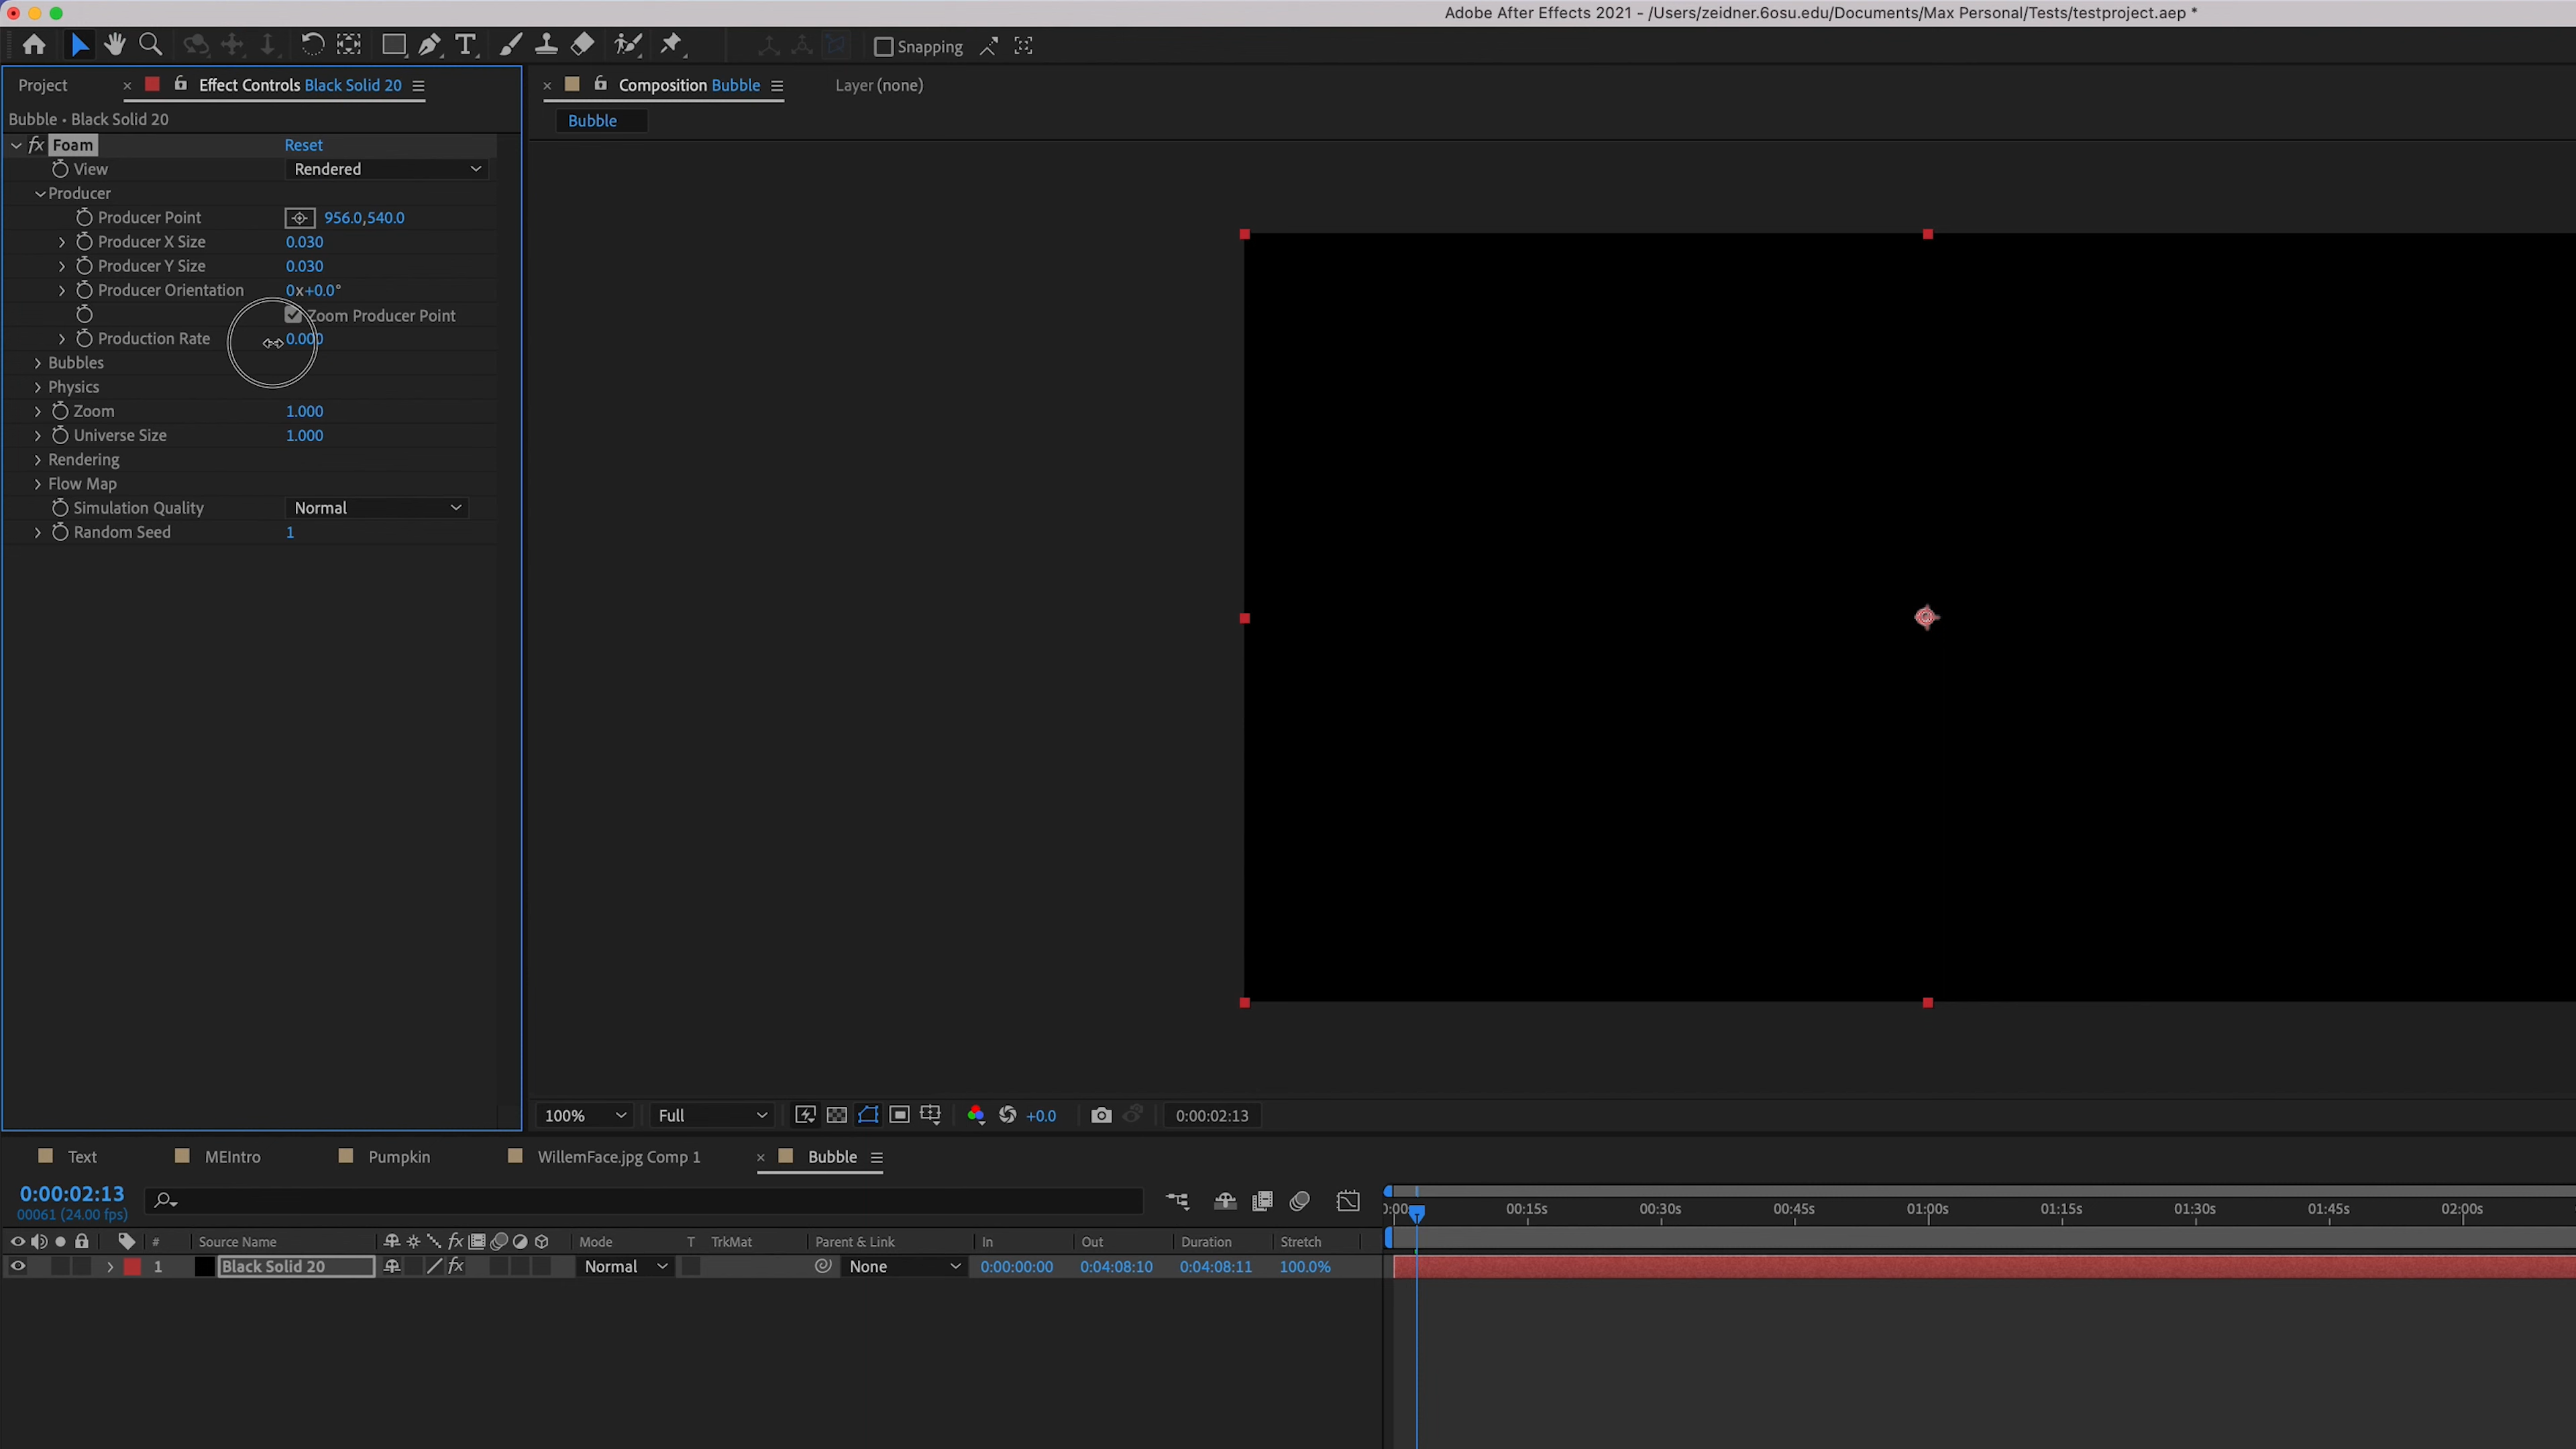 Adobe After Effects 2021 - /Users/zeidner.6osu.edu/Documents/Max Personal/Tests/testproject.aep *
Snapping
Project
Effect Controls Black Solid 20
Composition Bubble
Layer (none)
Bubble • Black Solid 20
Bubble
fx Foam Reset
View Rendered
Producer
Producer Point 956.0,540.0
Producer X Size 0.030
Producer Y Size 0.030
Producer Orientation 0x+0.0°
Zoom Producer Point
Production Rate 0.000
Bubbles
Physics
Zoom 1.000
Universe Size 1.000
Rendering
Flow Map
Simulation Quality Normal
Random Seed 1
100% Full +0.0 0:00:02:13
Text MEIntro Pumpkin WillemFace.jpg Comp 1 Bubble
0:00:02:13
00061 (24.00 fps)
00:15s 00:30s 00:45s 01:00s 01:15s 01:30s 01:45s 02:00s
# Source Name fx Mode T TrkMat Parent & Link In Out Duration Stretch
1 Black Solid 20 fx Normal None 0:00:00:00 0:04:08:10 0:04:08:11 100.0%